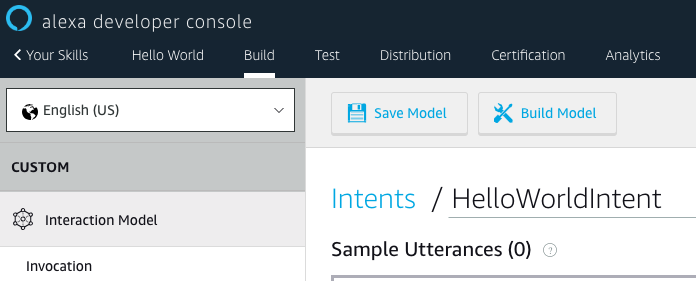 alexa developer console
Your Skills Hello World Build Test Distribution Certification Analytics
English (US)
Save Model Build Model
CUSTOM
Intents / HelloWorldIntent
Interaction Model
Sample Utterances (0) ?
Invocation